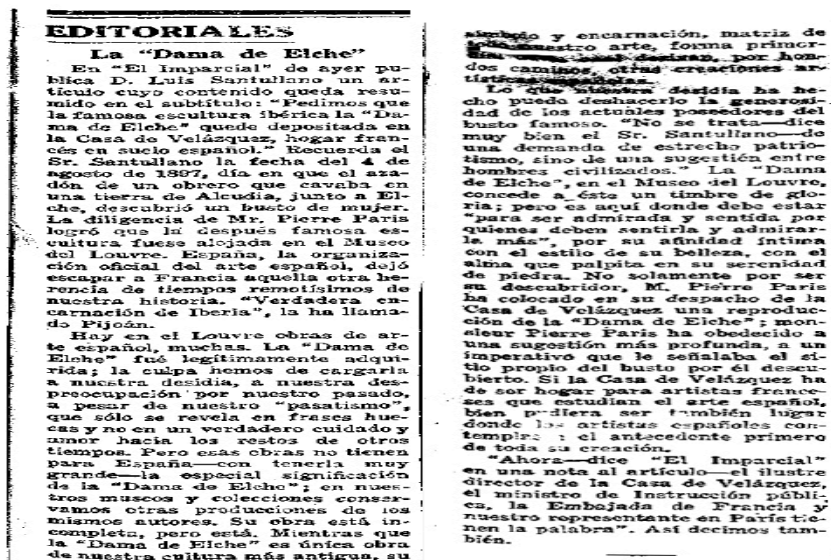 EDITORIALES
La "Dama de Elche"
En "El Imparcial" de ayer pu-
blica D. Luis Santullano un ar-
tículo cuyo contenido queda resu-
mido en el subtítulo: "Pedimos que
la famosa escultura ibérica la "Da-
ma de Elche" quede depositada en
la Casa de Velázquez, hogar fran-
cés en suelo español." Recuerda el
Sr. Santullano la fecha del 4 de
agosto de 1897, día en que el aza-
dón de un obrero que cavaba en
una tierra de Alcudia, junto a El-
che, descubrió un busto de mujer.
La diligencia de Mr. Pierre Paris
logró que la después famosa es-
cultura fuese alojada en el Museo
del Louvre. España, la organiza-
ción oficial del arte español, dejó
escapar a Francia aquella otra he-
rencia de tiempos remotísimos de
nuestra historia. "Verdadera en-
carnación de Iberia", la ha llama-
do Pijoán.
Hay en el Louvre obras de ar-
te español, muchas. La "Dama de
Elche" fué legítimamente adqui-
rida; la culpa hemos de cargarla
a nuestra desidia, a nuestra des-
preocupación por nuestro pasado,
a pesar de nuestro "pasatismo",
que sólo se revela en frases hue-
cas y no en un verdadero cuidado y
amor hacia los restos de otros
tiempos. Pero esas obras no tienen
para España—con tenerla muy
grande—la especial significación
de la "Dama de Elche"; en nues-
tros museos y colecciones conser-
vamos otras producciones de los
mismos autores. Su obra está in-
completa, pero está. Mientras que
la "Dama de Elche" es única obra
de nuestra cultura más antigua, su
símbolo y encarnación, matriz de
todo nuestro arte, forma primor-
por hon-
dos caminos, otras creaciones ar-
tísticas españolas.
Lo que nuestra desidia ha he-
cho puede deshacerlo la generosi-
dad de los actuales poseedores del
busto famoso. "No se trata—dice
muy bien el Sr. Santullano—de
una demanda de estrecho patrio-
tismo, sino de una sugestión entre
hombres civilizados." La "Dama
de Elche", en el Museo del Louvre,
concede a éste un timbre de glo-
ria; pero es aquí donde debe estar
"para ser admirada y sentida por
quienes deben sentirla y admirar-
la más", por su afinidad íntima
con el estilo de su belleza, con el
alma que palpita en su serenidad
de piedra. No solamente por ser
su descubridor, M. Pierre Paris
ha colocado en su despacho de la
Casa de Velázquez una reproduc-
ción de la "Dama de Elche"; mon-
sieur Pierre Paris ha obedecido a
una sugestión más profunda, a un
imperativo que le señalaba el si-
tio propio del busto por él descu-
bierto. Si la Casa de Velázquez ha
de ser hogar para artistas france-
ses que estudian el arte español,
bien pudiera ser también lugar
donde los artistas españoles con-
templen el antecedente primero
de toda su creación.
"Ahora—dice "El Imparcial"
en una nota al artículo—el ilustre
director de la Casa de Velázquez,
el ministro de Instrucción públi-
ca, la Embajada de Francia y
nuestro representante en París tie-
nen la palabra". Así decimos tam-
bién.